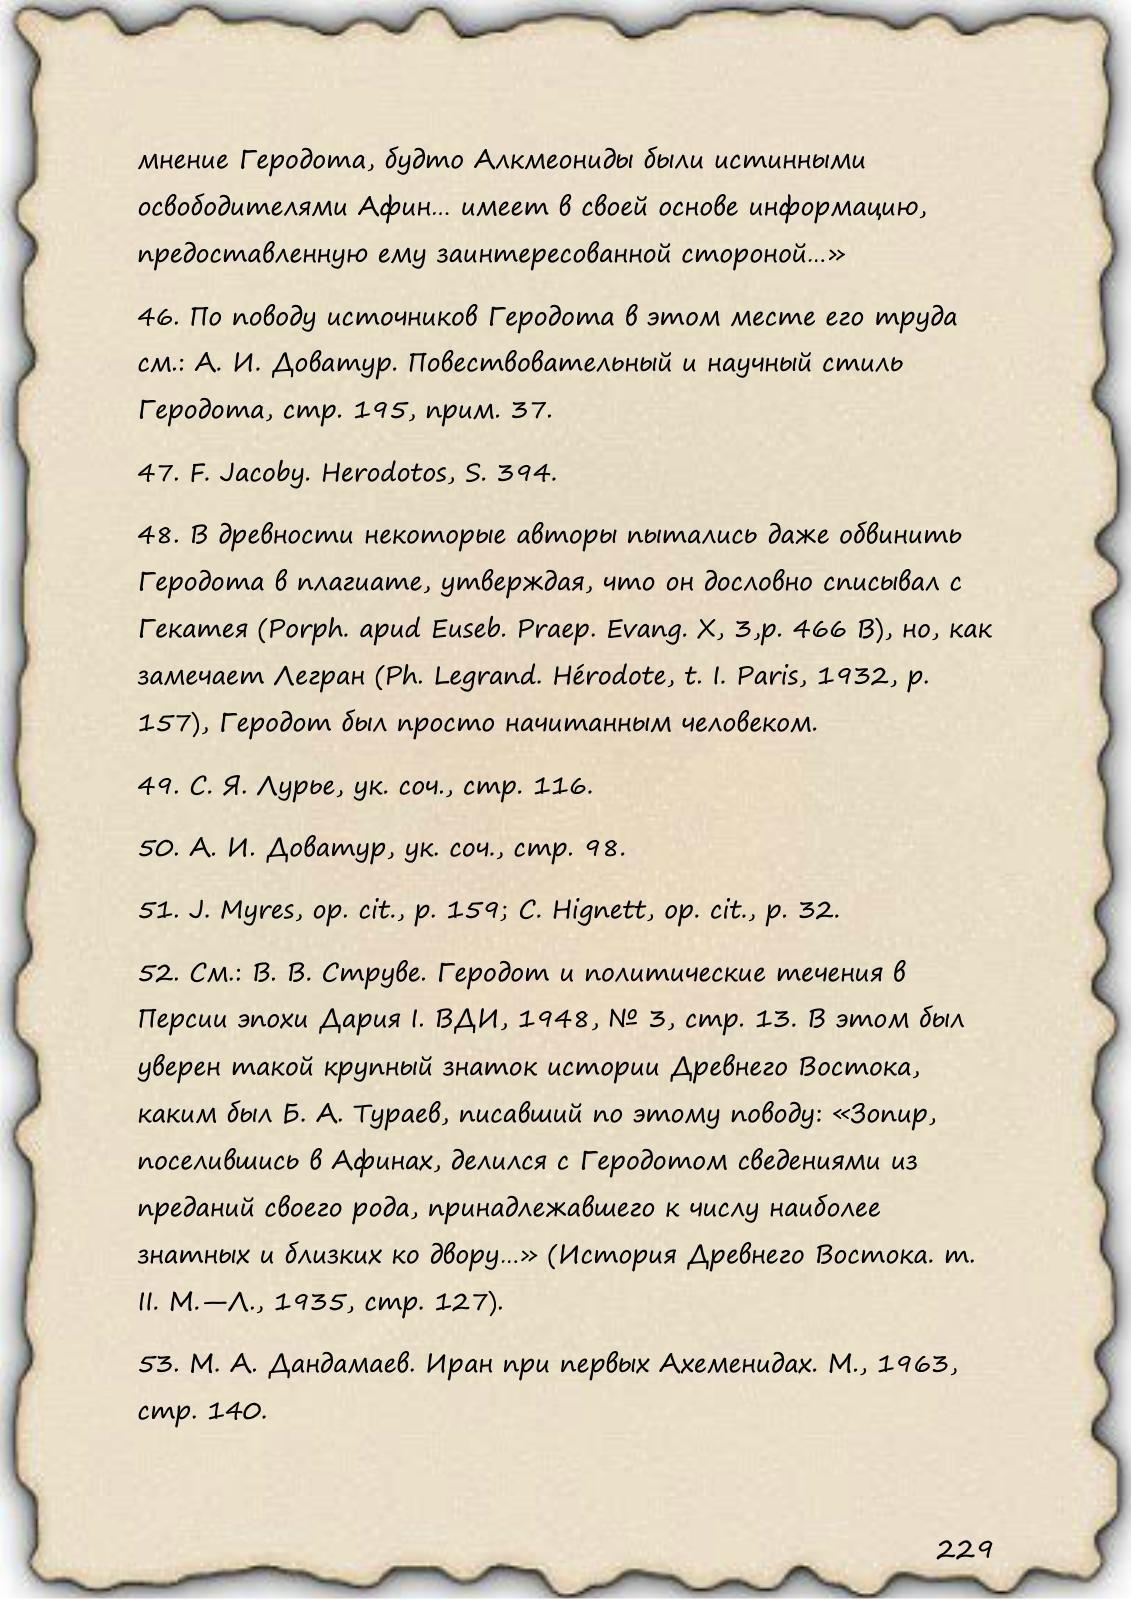 мнение Геродота, будто Алкмеониды были истинными
освободителями Афин... имеет в своей основе информацию,
предоставленную ему заинтересованной стороной...»
46. По поводу источников Геродота в этом месте его труда
см.: А. И. Доватур. Повествовательный и научный стиль
Геродота, стр. 195, прим. 37.
47. F. Jacoby. Herodotos, S. 394.
48. В древности некоторые авторы пытались даже обвинить
Геродота в плагиате, утверждая, что он дословно списывал с
Гекатея (Porph. apud Euseb. Praep. Evang. X, 3,p. 466 B), но, как
замечает Легран (Ph. Legrand. Hérodote, t. I. Paris, 1932, p.
157), Геродот был просто начитанным человеком.
49. С. Я. Лурье, ук. соч., стр. 116.
50. А. И. Доватур, ук. соч., стр. 98.
51. J. Myres, op. cit., p. 159; C. Hignett, op. cit., p. 32.
52. См.: В. В. Струве. Геродот и политические течения в
Персии эпохи Дария I. ВДИ, 1948, № 3, стр. 13. В этом был
уверен такой крупный знаток истории Древнего Востока,
каким был Б. А. Тураев, писавший по этому поводу: «Зопир,
поселившись в Афинах, делился с Геродотом сведениями из
преданий своего рода, принадлежавшего к числу наиболее
знатных и близких ко двору...» (История Древнего Востока. т.
II. М.—Л., 1935, стр. 127).
53. М. А. Дандамаев. Иран при первых Ахеменидах. М., 1963,
стр. 140.
229